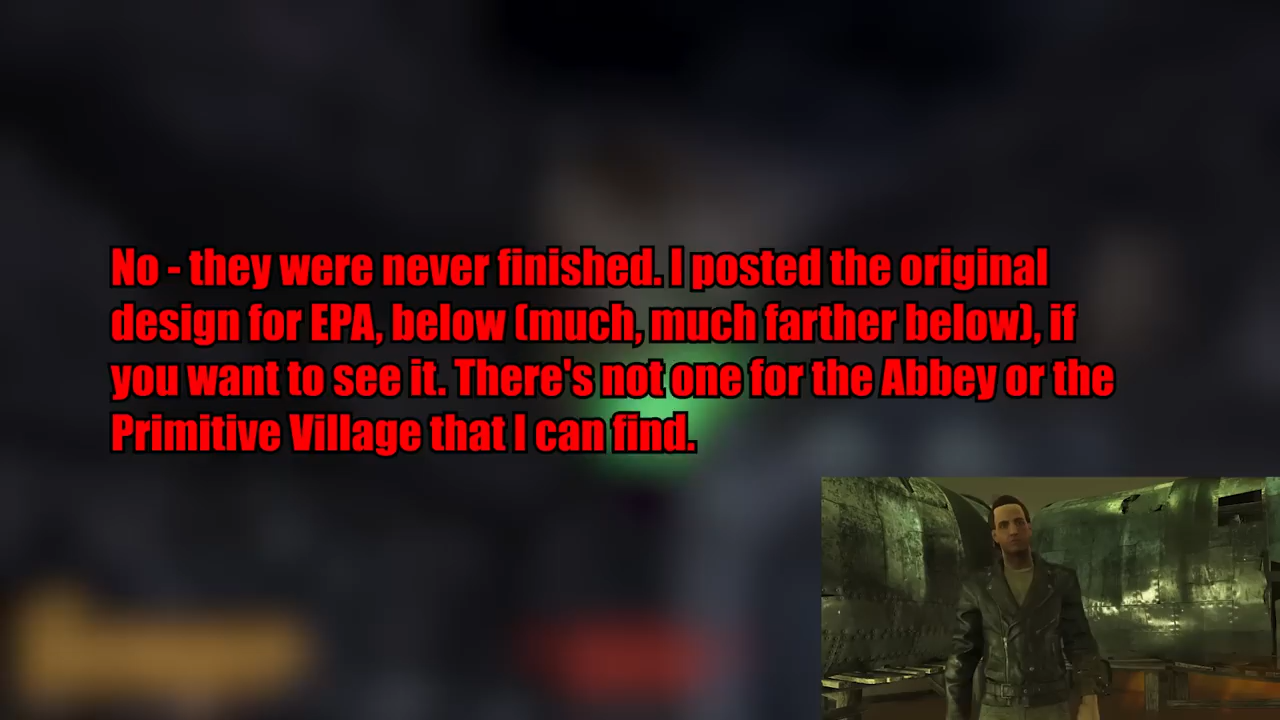 No - they were never finished. I posted the original
design for EPA, below (much, much farther below), if
you want to see it. There's not one for the Abbey or the
Primitive Village that I can find.